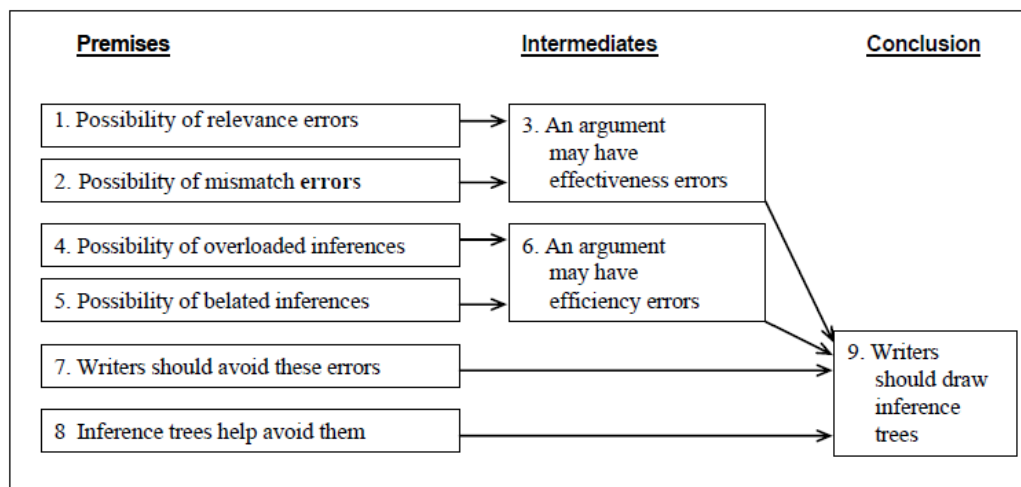 Premises
Intermediates
Conclusion
1. Possibility of relevance errors
2. Possibility of mismatch errors
3. An argument
may have
effectiveness errors
4. Possibility of overloaded inferences
5. Possibility of belated inferences
6. An argument
may have
efficiency errors
7. Writers should avoid these errors
8 Inference trees help avoid them
9. Writers
should draw
inference
trees